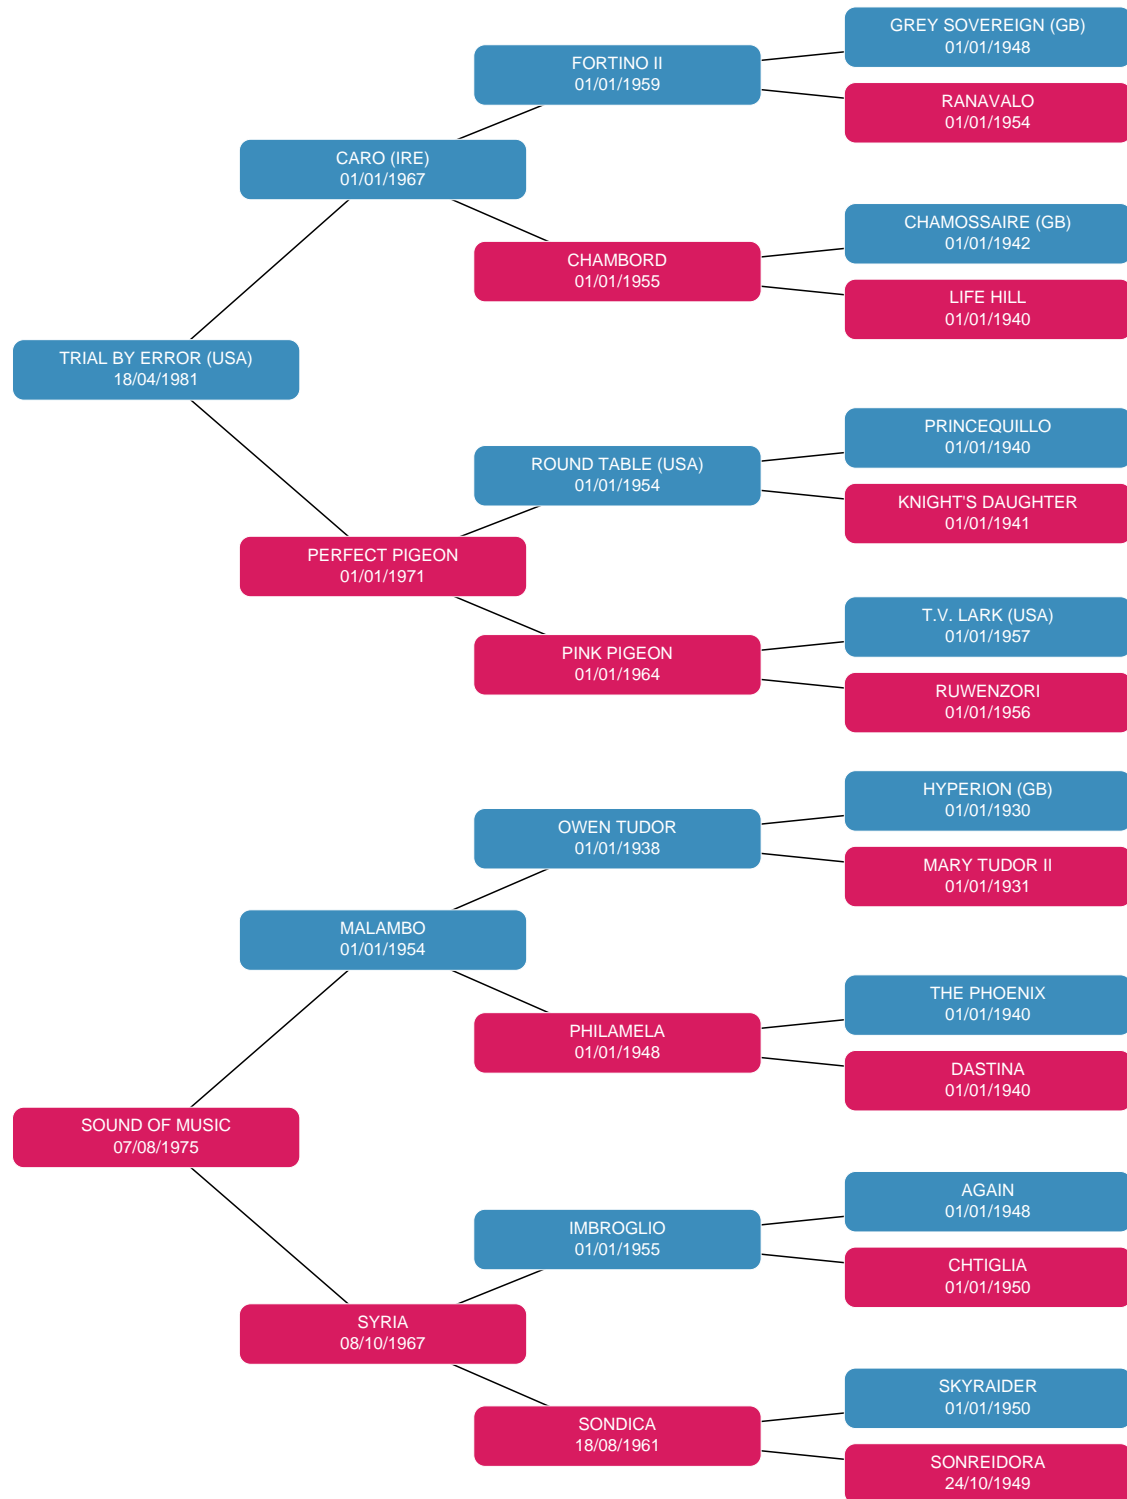 GREY SOVEREIGN (GB)
01/01/1948
FORTINO II
01/01/1959
RANAVALO
01/01/1954
CARO (IRE)
01/01/1967
CHAMOSSAIRE (GB)
01/01/1942
CHAMBORD
01/01/1955
LIFE HILL
01/01/1940
TRIAL BY ERROR (USA)
18/04/1981
PRINCEQUILLO
01/01/1940
ROUND TABLE (USA)
01/01/1954
KNIGHT'S DAUGHTER
01/01/1941
PERFECT PIGEON
01/01/1971
T.V. LARK (USA)
01/01/1957
PINK PIGEON
01/01/1964
RUWENZORI
01/01/1956
HYPERION (GB)
01/01/1930
OWEN TUDOR
01/01/1938
MARY TUDOR II
01/01/1931
MALAMBO
01/01/1954
THE PHOENIX
01/01/1940
PHILAMELA
01/01/1948
DASTINA
01/01/1940
SOUND OF MUSIC
07/08/1975
AGAIN
01/01/1948
IMBROGLIO
01/01/1955
CHTIGLIA
01/01/1950
SYRIA
08/10/1967
SKYRAIDER
01/01/1950
SONDICA
18/08/1961
SONREIDORA
24/10/1949